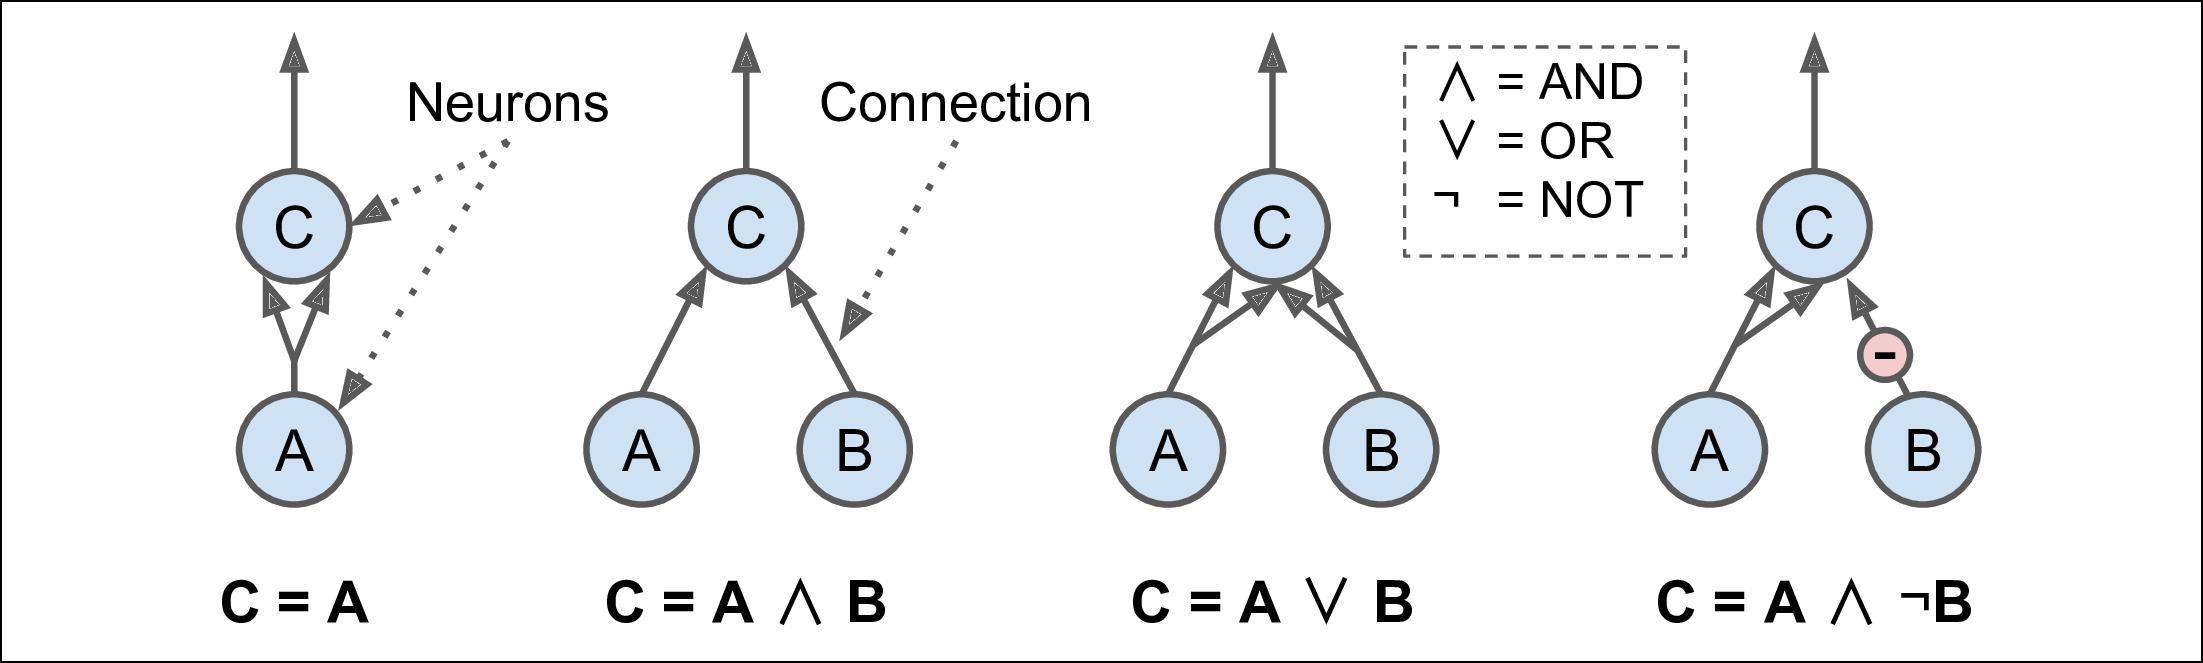 Neurons
Connection
∧ = AND
∨ = OR
¬ = NOT
C
C
C
C
A
A
B
A
B
-
A
B
C = A
C = A ∧ B
C = A ∨ B
C = A ∧ ¬B